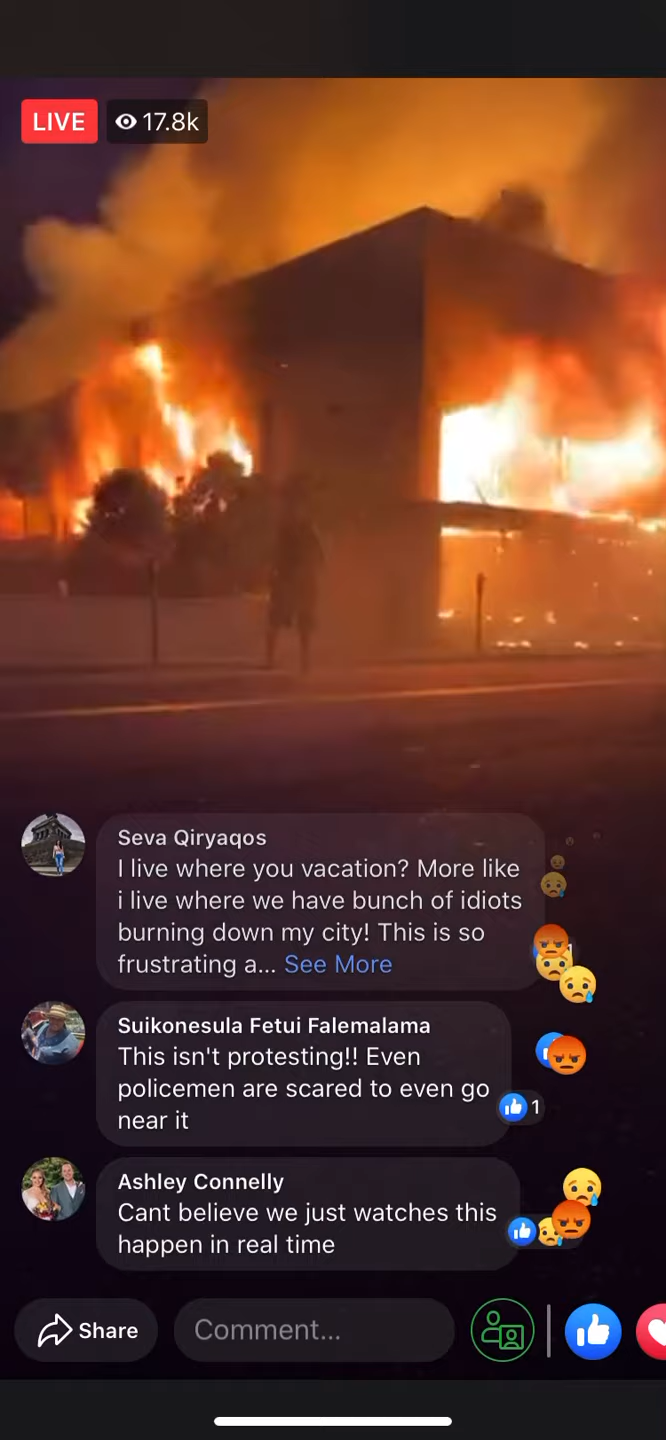 LIVE 17.8k
Seva Qiryaqos
I live where you vacation? More like
i live where we have bunch of idiots
burning down my city! This is so
frustrating a... See More
Suikonesula Fetui Falemalama
This isn't protesting!! Even
policemen are scared to even go
near it
1
Ashley Connelly
Cant believe we just watches this
happen in real time
Share Comment...